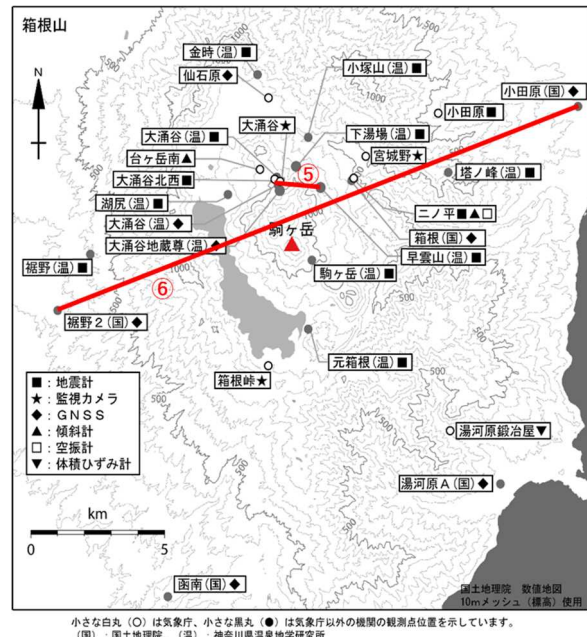 箱根山
金時（温）■
仙石原◆
小塚山（温）■
小田原（国）◆
小田原■
N
大涌谷（温）■
大涌谷★
下湯場（温）■
台ヶ岳南▲
宮城野★
⑤
塔ノ峰（温）■
大涌谷北西■
湖尻（温）■
二ノ平■▲□
大涌谷（温）◆
駒ヶ岳
箱根（国）◆
大涌谷地蔵尊（温）◆
早雲山（温）■
裾野（温）■
駒ヶ岳（温）■
⑥
裾野２（国）◆
元箱根（温）■
箱根峠★
■：地震計
★：監視カメラ
◆：ＧＮＳＳ
▲：傾斜計
□：空振計
▼：体積ひずみ計
湯河原鍛冶屋▼
湯河原Ａ（国）◆
km
0
5
函南（国）◆
国土地理院　数値地図
10mメッシュ（標高）使用
500
1000
小さな白丸（○）は気象庁、小さな黒丸（●）は気象庁以外の機関の観測点位置を示しています。
（国）：国土地理院　（温）：神奈川県温泉地学研究所